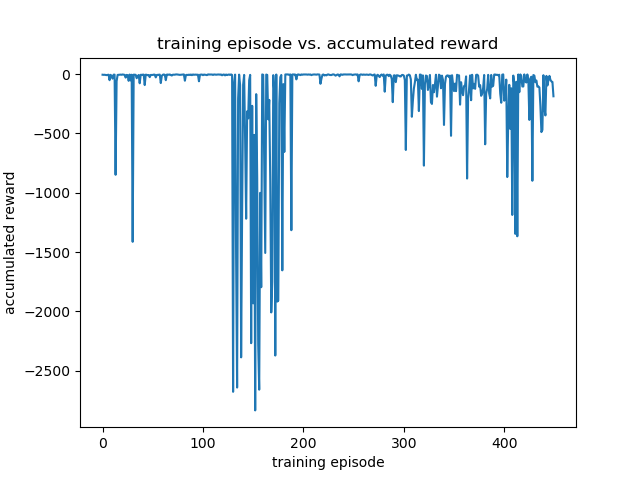 training episode vs. accumulated reward
0
−500
−1000
−1500
−2000
−2500
accumulated reward
0 100 200 300 400
training episode